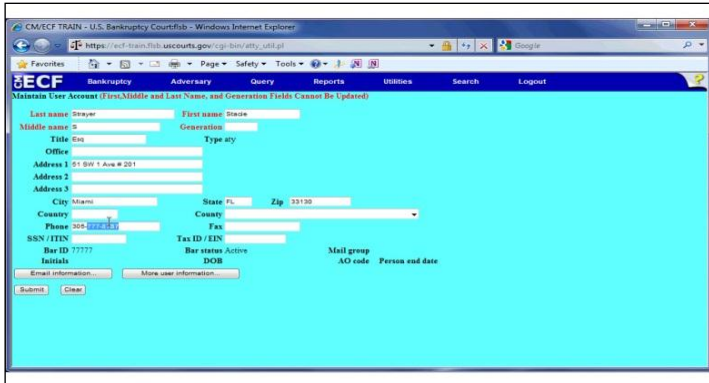 CM/ECF TRAIN - U.S. Bankruptcy Court:flsb - Windows Internet Explorer
https://ecf-train.flsb.uscourts.gov/cgi-bin/atty_util.pl Google
Favorites Page Safety Tools
ECF Bankruptcy Adversary Query Reports Utilities Search Logout ?
Maintain User Account (First,Middle and Last Name, and Generation Fields Cannot Be Updated)
Last name Strayer First name Stacie
Middle name S Generation
Title Esq Type aty
Office
Address 1 51 SW 1 Ave # 201
Address 2
Address 3
City Miami State FL Zip 33130
Country County
Phone 305- Fax
SSN / ITIN Tax ID / EIN
Bar ID 77777 Bar status Active Mail group
Initials DOB AO code Person end date
Email information... More user information...
Submit Clear